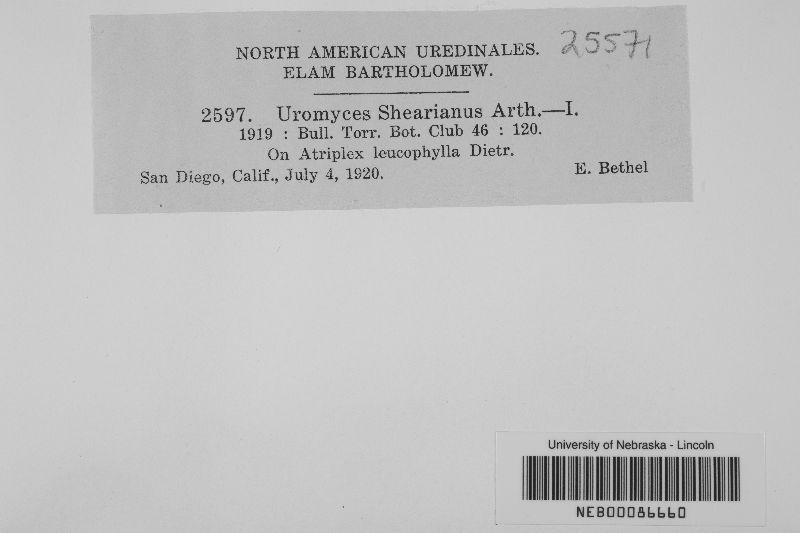 NORTH AMERICAN UREDINALES. 25571
ELAM BARTHOLOMEW.
2597. Uromyces Shearianus Arth.—I.
1919 : Bull. Torr. Bot. Club 46 : 120.
On Atriplex leucophylla Dietr.
San Diego, Calif., July 4, 1920. E. Bethel
University of Nebraska - Lincoln
NEB00086660